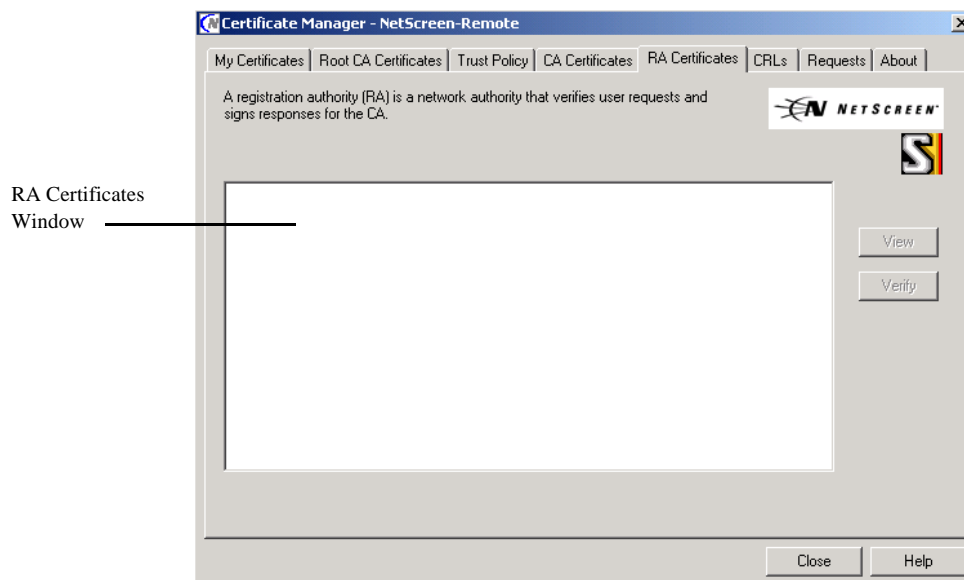 Certificate Manager - NetScreen-Remote
My Certificates Root CA Certificates Trust Policy CA Certificates RA Certificates CRLs Requests About
A registration authority (RA) is a network authority that verifies user requests and
signs responses for the CA.
NETSCREEN
RA Certificates
Window
View
Verify
Close Help